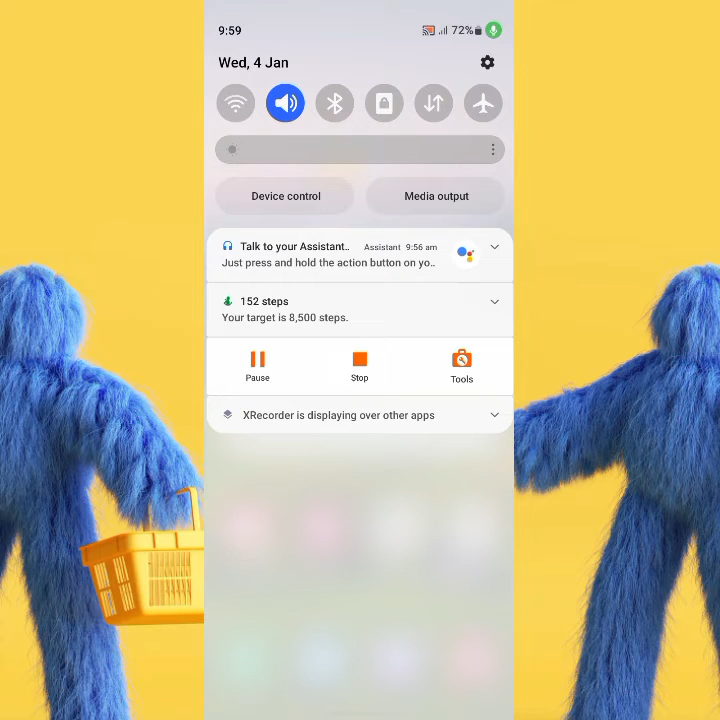 9:59
72%
Wed, 4 Jan
Device control
Media output
Talk to your Assistant..
Assistant 9:56 am
Just press and hold the action button on yo..
152 steps
Your target is 8,500 steps.
Pause
Stop
Tools
XRecorder is displaying over other apps